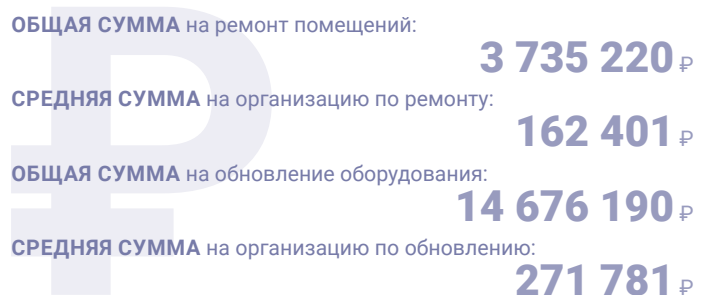 ОБЩАЯ СУММА на ремонт помещений:
3 735 220 ₽
СРЕДНЯЯ СУММА на организацию по ремонту:
162 401 ₽
ОБЩАЯ СУММА на обновление оборудования:
14 676 190 ₽
СРЕДНЯЯ СУММА на организацию по обновлению:
271 781 ₽